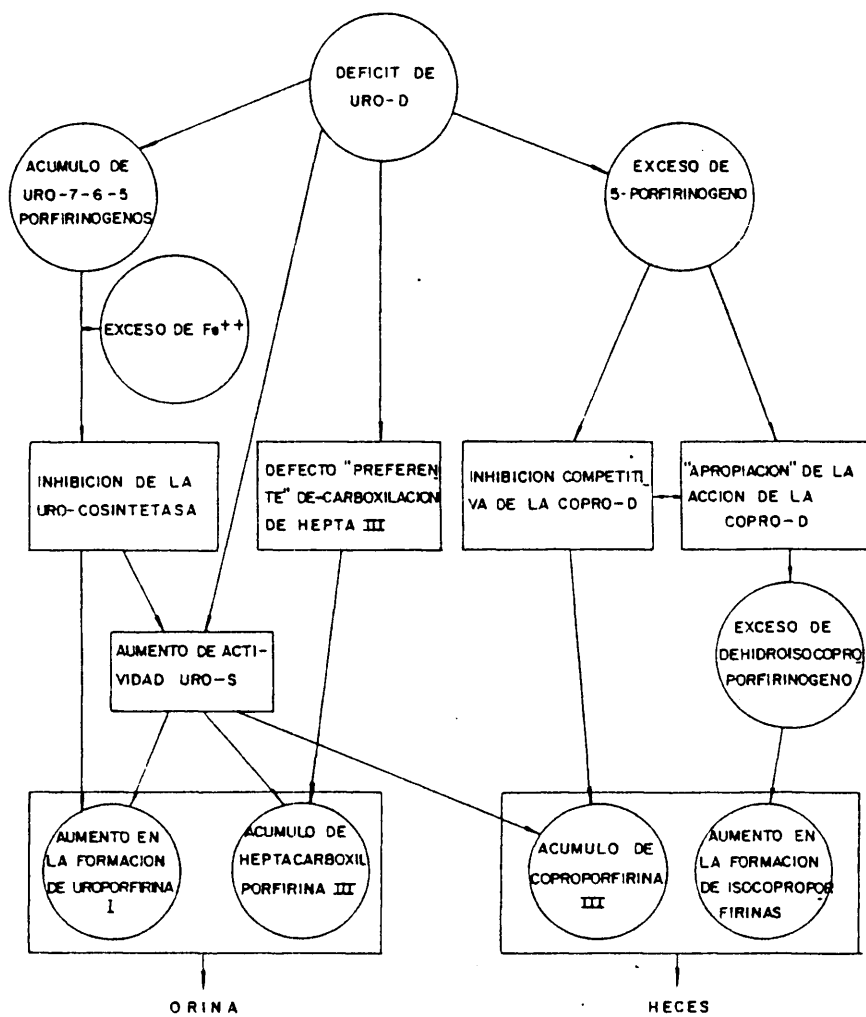 DEFICIT DE
URO-D
ACUMULO DE
URO-7-6-5
PORFIRINOGENOS
EXCESO DE
5-PORFIRINOGENO
EXCESO DE Fe++
INHIBICION DE LA
URO-COSINTETASA
DEFECTO "PREFEREN
TE" DE-CARBOXILACION
DE HEPTA III
INHIBICION COMPETITI_
VA DE LA COPRO-D
"APROPIACION" DE LA
ACCION DE LA
COPRO-D
AUMENTO DE ACTI-
VIDAD URO-S
EXCESO DE
DEHIDROISOCOPRO
PORFIRINOGENO
AUMENTO EN
LA FORMACION
DE UROPORFIRINA
I
ACUMULO DE
HEPTACARBOXIL
PORFIRINA III
ACUMULO DE
COPROPORFIRINA
III
AUMENTO EN
LA FORMACION
DE ISOCOPROPOR
FIRINAS
ORINA
HECES